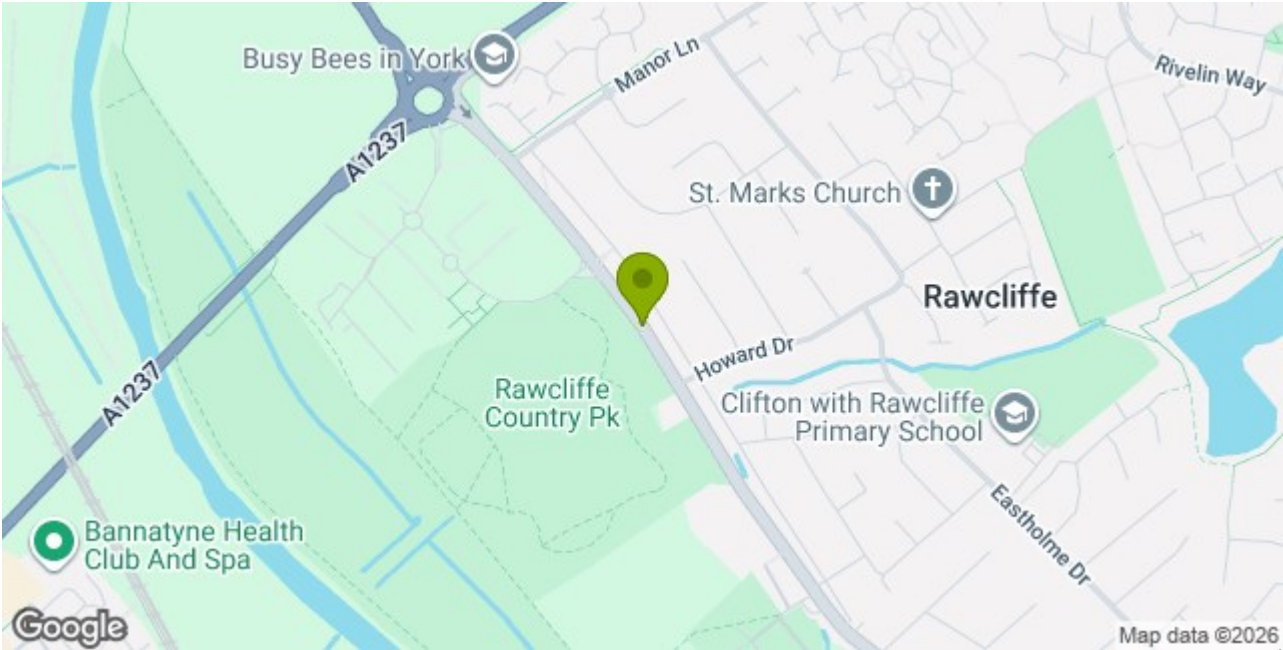 Busy Bees in York
Manor Ln
Rivelin Way
A1237
St. Marks Church
Rawcliffe
Howard Dr
A1237
Rawcliffe
Country Pk
Clifton with Rawcliffe
Primary School
Eastholme Dr
Bannatyne Health
Club And Spa
Google
Map data ©2026